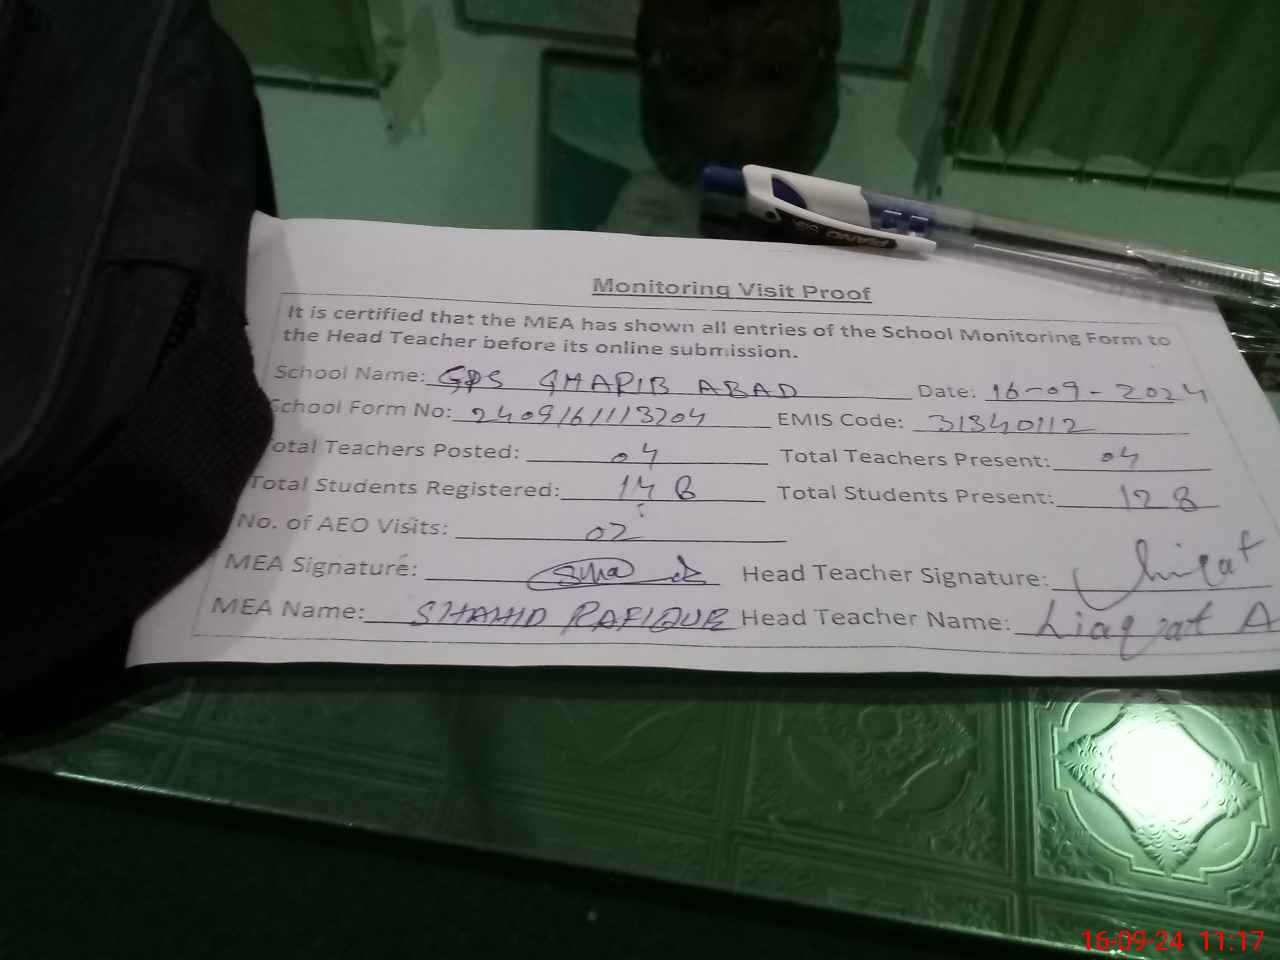 PIANO
Monitoring Visit Proof
It is certified that the MEA has shown all entries of the School Monitoring Form to
the Head Teacher before its online submission.
School Name: GPS GHARIB ABAD Date: 16-09-2024
School Form No: 2409161113204 EMIS Code: 31340112
Total Teachers Posted: 04 Total Teachers Present: 04
Total Students Registered: 148 Total Students Present: 128
No. of AEO Visits: 02
MEA Signature: Head Teacher Signature: Liaqat
MEA Name: SHAHID RAFIQUE Head Teacher Name: Liaqat A
16-09-24 11:17